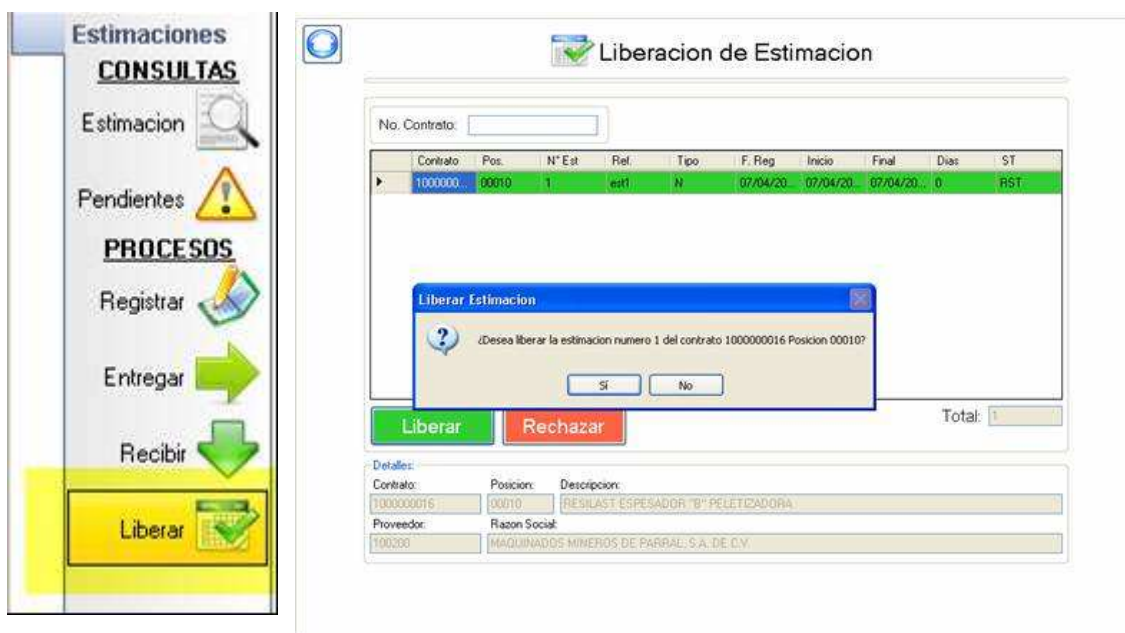 Estimaciones
CONSULTAS
Estimacion
Pendientes
PROCESOS
Registrar
Entregar
Recibir
Liberar
Liberacion de Estimacion
No. Contrato:
Contrato Pos. N° Est Ref. Tipo F. Reg Inicio Final Dias ST
1000000... 00010 1 est1 N 07/04/20... 07/04/20... 07/04/20... 0 RST
Liberar Estimacion
¿Desea liberar la estimacion numero 1 del contrato 1000000016 Posicion 00010?
Sí No
Liberar Rechazar Total: 1
Detalles:
Contrato: Posicion: Descripcion:
1000000016 00010 RESILAST ESPESADOR "B" PELETIZADORA
Proveedor: Razon Social:
100200 MAQUINADOS MINEROS DE PARRAL, S.A. DE C.V.